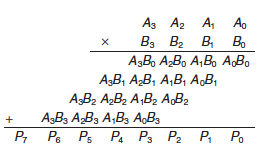 A₃ A₂ A₁ A₀
× B₃ B₂ B₁ B₀
A₃B₀ A₂B₀ A₁B₀ A₀B₀
A₃B₁ A₂B₁ A₁B₁ A₀B₁
A₃B₂ A₂B₂ A₁B₂ A₀B₂
+ A₃B₃ A₂B₃ A₁B₃ A₀B₃
P₇ P₆ P₅ P₄ P₃ P₂ P₁ P₀